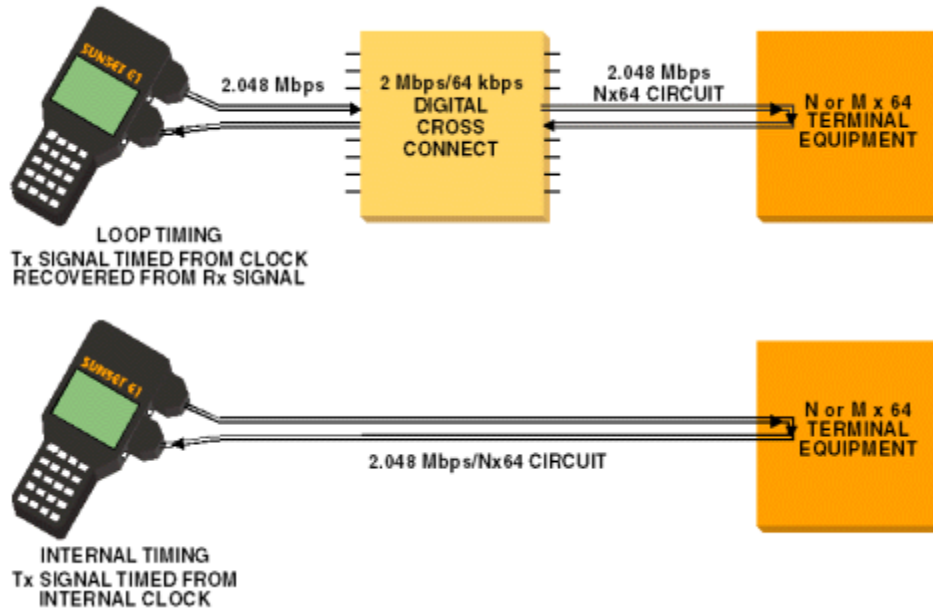 SUNSET E1
2.048 Mbps
2 Mbps/64 kbps
DIGITAL
CROSS
CONNECT
2.048 Mbps
Nx64 CIRCUIT
N or M x 64
TERMINAL
EQUIPMENT
LOOP TIMING
Tx SIGNAL TIMED FROM CLOCK
RECOVERED FROM Rx SIGNAL
SUNSET E1
N or M x 64
TERMINAL
EQUIPMENT
2.048 Mbps/Nx64 CIRCUIT
INTERNAL TIMING
Tx SIGNAL TIMED FROM
INTERNAL CLOCK